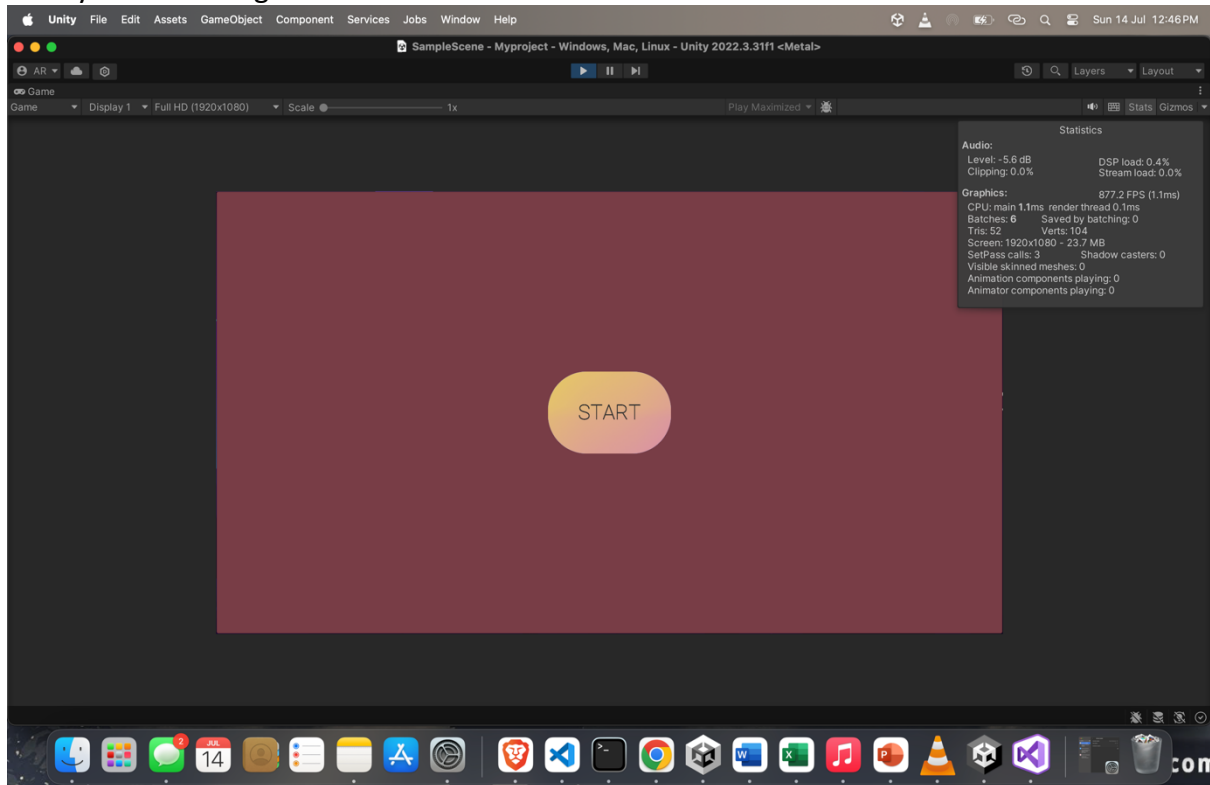 Unity File Edit Assets GameObject Component Services Jobs Window Help Sun 14 Jul 12:46 PM
SampleScene - Myproject - Windows, Mac, Linux - Unity 2022.3.31f1 <Metal>
AR Layers Layout
Game
Game Display 1 Full HD (1920x1080) Scale 1x Play Maximized Stats Gizmos
Statistics
Audio:
Level: -5.6 dB DSP load: 0.4%
Clipping: 0.0% Stream load: 0.0%
Graphics: 877.2 FPS (1.1ms)
CPU: main 1.1ms render thread 0.1ms
Batches: 6 Saved by batching: 0
Tris: 52 Verts: 104
Screen: 1920x1080 - 23.7 MB
SetPass calls: 3 Shadow casters: 0
Visible skinned meshes: 0
Animation components playing: 0
Animator components playing: 0
START
2
JUL
14
W X P
com